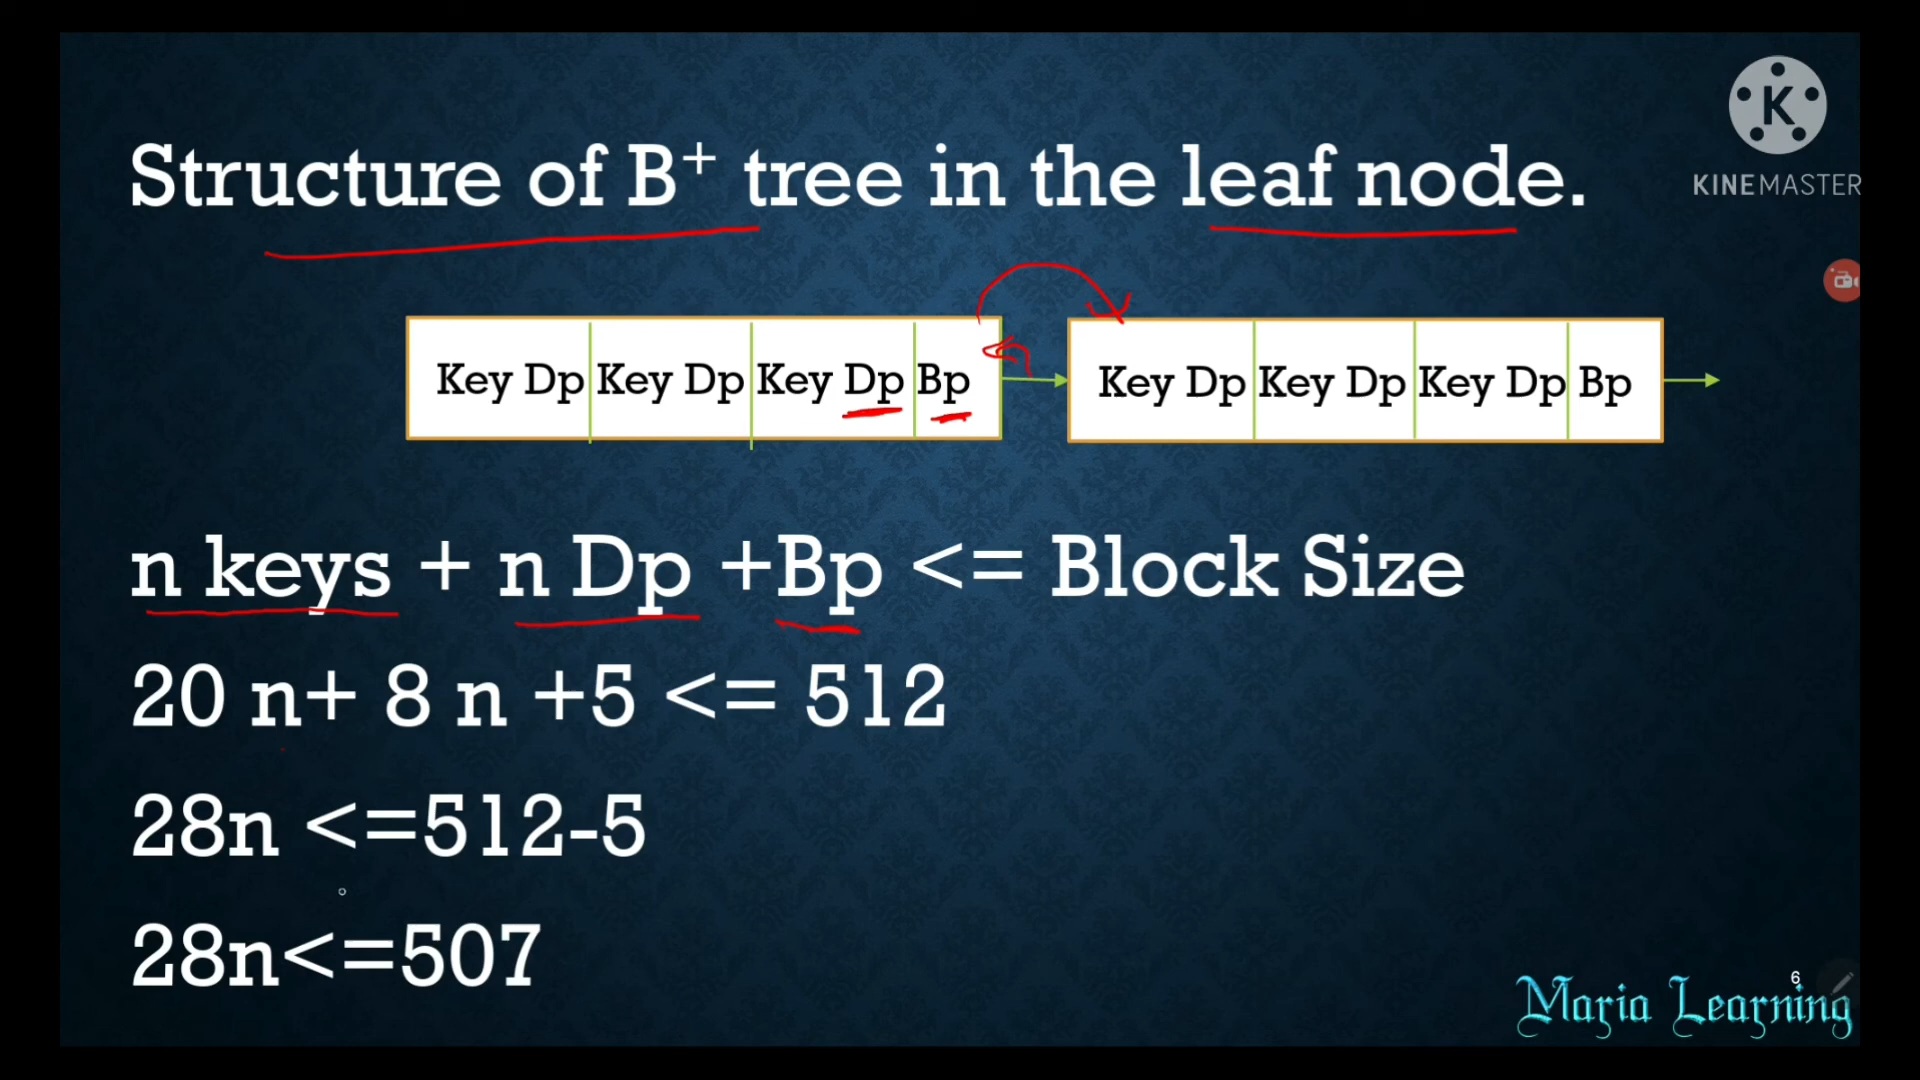 K
KINEMASTER
Structure of B⁺ tree in the leaf node.
Key Dp Key Dp Key Dp Bp
Key Dp Key Dp Key Dp Bp
n keys + n Dp +Bp <= Block Size
20 n+ 8 n +5 <= 512
28n <=512-5
28n<=507
6
Maria Learning